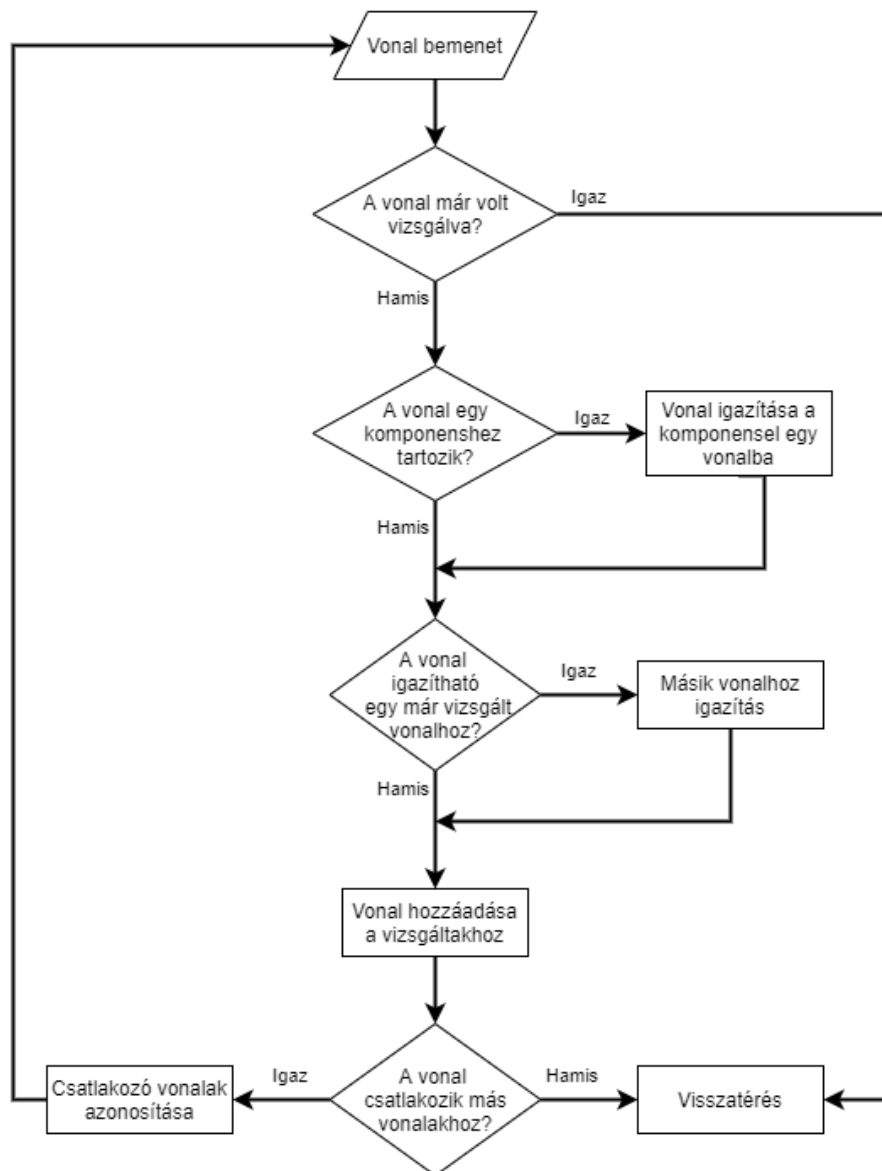 Vonal bemenet
A vonal már volt
vizsgálva?
Igaz
Hamis
A vonal egy
komponenshez
tartozik?
Igaz
Vonal igazítása a
komponensel egy
vonalba
Hamis
A vonal
igazítható
egy már vizsgált
vonalhoz?
Igaz
Másik vonalhoz
igazítás
Hamis
Vonal hozzáadása
a vizsgáltakhoz
Csatlakozó vonalak
azonosítása
Igaz
A vonal
csatlakozik más
vonalakhoz?
Hamis
Visszatérés